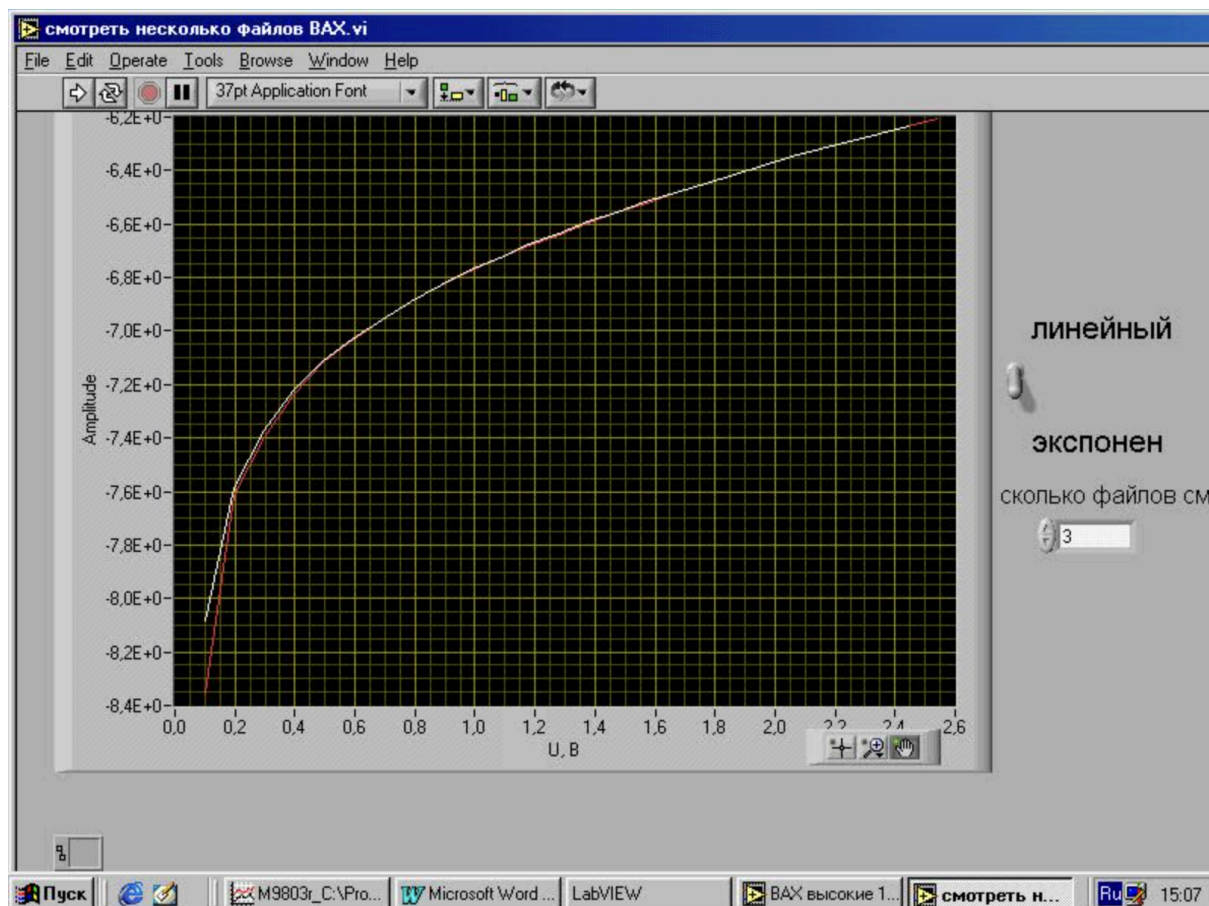 смотреть несколько файлов ВАХ.vi
File Edit Operate Tools Browse Window Help
37pt Application Font
-6,2E+0
-6,4E+0
-6,6E+0
-6,8E+0
-7,0E+0
-7,2E+0
-7,4E+0
-7,6E+0
-7,8E+0
-8,0E+0
-8,2E+0
-8,4E+0
Amplitude
0,0 0,2 0,4 0,6 0,8 1,0 1,2 1,4 1,6 1,8 2,0 2,2 2,4 2,6
U, В
линейный
экспонен
сколько файлов см
3
Пуск M9803r_C:\Pro... Microsoft Word ... LabVIEW ВАХ высокие 1... смотреть н... Ru 15:07